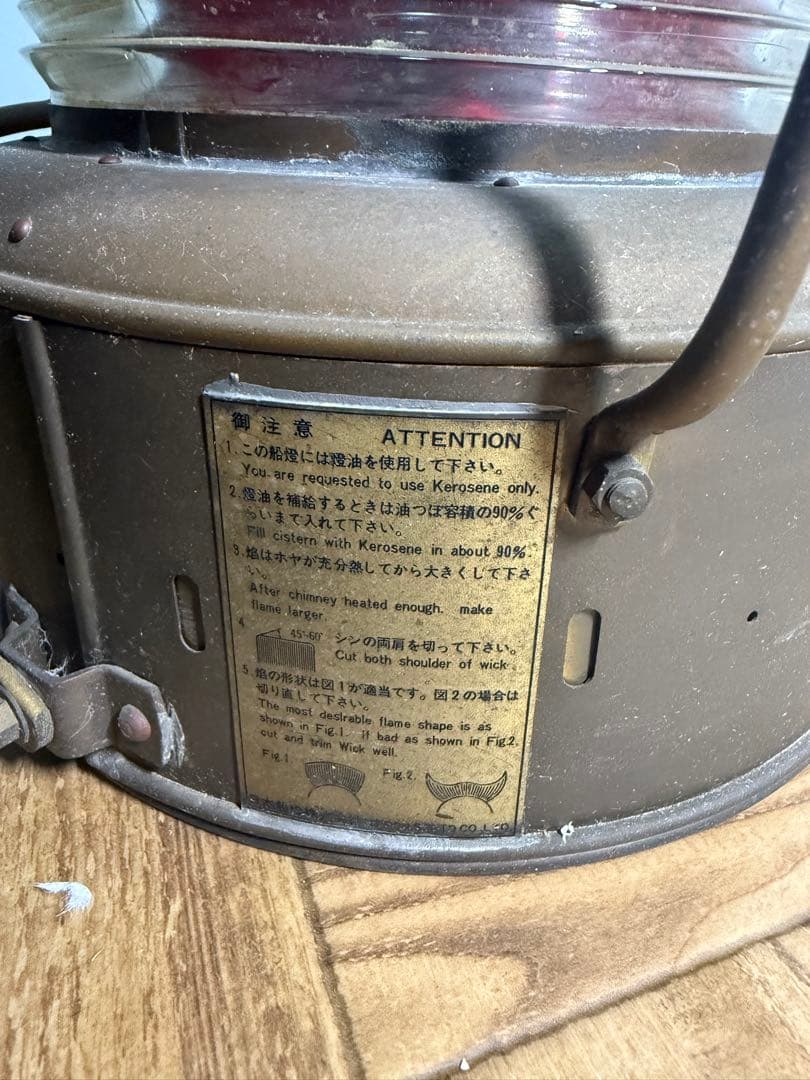 御注意 ATTENTION
1. この船燈には燈油を使用して下さい。
You are requested to use Kerosene only.
2. 燈油を補給するときは油つぼ容積の90%ぐ
らいまで入れて下さい。
Fill cistern with Kerosene in about 90%.
3. 焔はホヤが充分熱してから大きくして下さ
い。
After chimney heated enough. make
flame larger.
4. 45°-60° シンの両肩を切って下さい。
Cut both shoulder of wick.
5. 焔の形状は図1が適当です。図2の場合は
切り直して下さい。
The most desirable flame shape is as
shown in Fig.1. if bad as shown in Fig.2.
cut and trim Wick well.
Fig.1. Fig.2.
CO. LTD